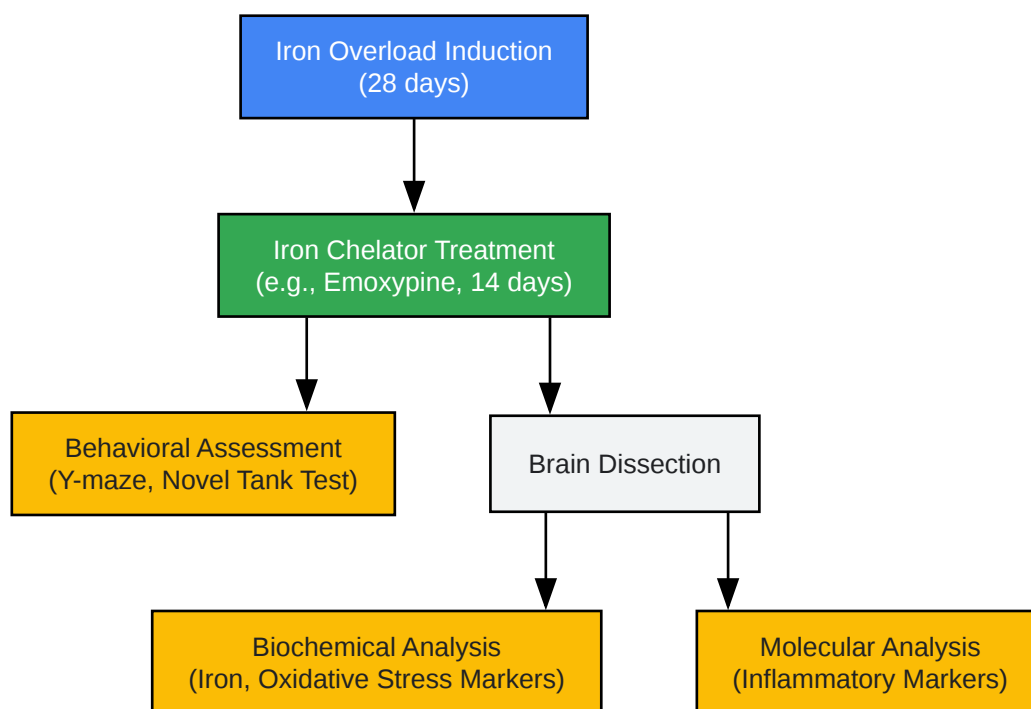 Iron Overload Induction
(28 days)
Iron Chelator Treatment
(e.g., Emoxypine, 14 days)
Behavioral Assessment
(Y-maze, Novel Tank Test)
Brain Dissection
Biochemical Analysis
(Iron, Oxidative Stress Markers)
Molecular Analysis
(Inflammatory Markers)